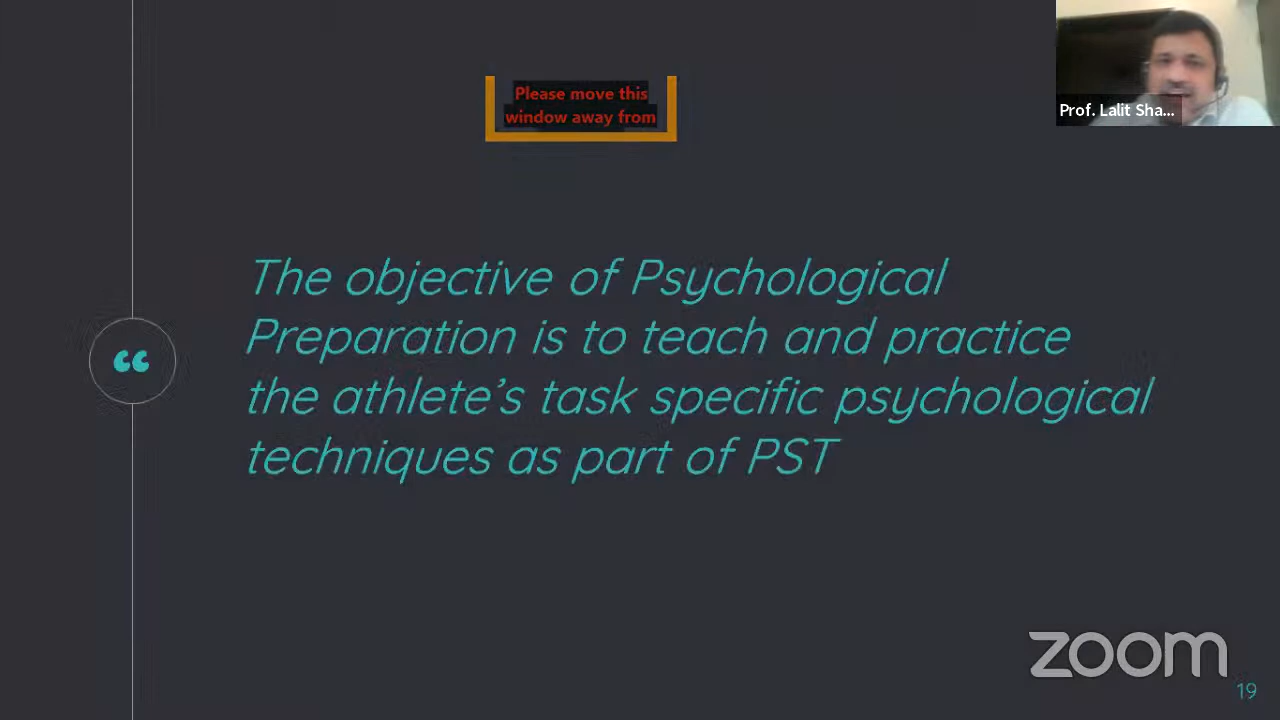 Please move this
window away from
Prof. Lalit Sha...
“
The objective of Psychological
Preparation is to teach and practice
the athlete’s task specific psychological
techniques as part of PST
zoom
19